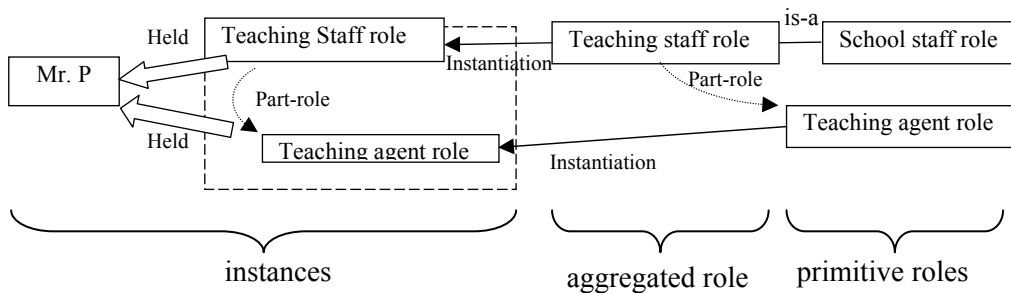 is-a
Held
Teaching Staff role
Teaching staff role
School staff role
Instantiation
Mr. P
Part-role
Part-role
Held
Teaching agent role
Teaching agent role
Instantiation
instances
aggregated role
primitive roles